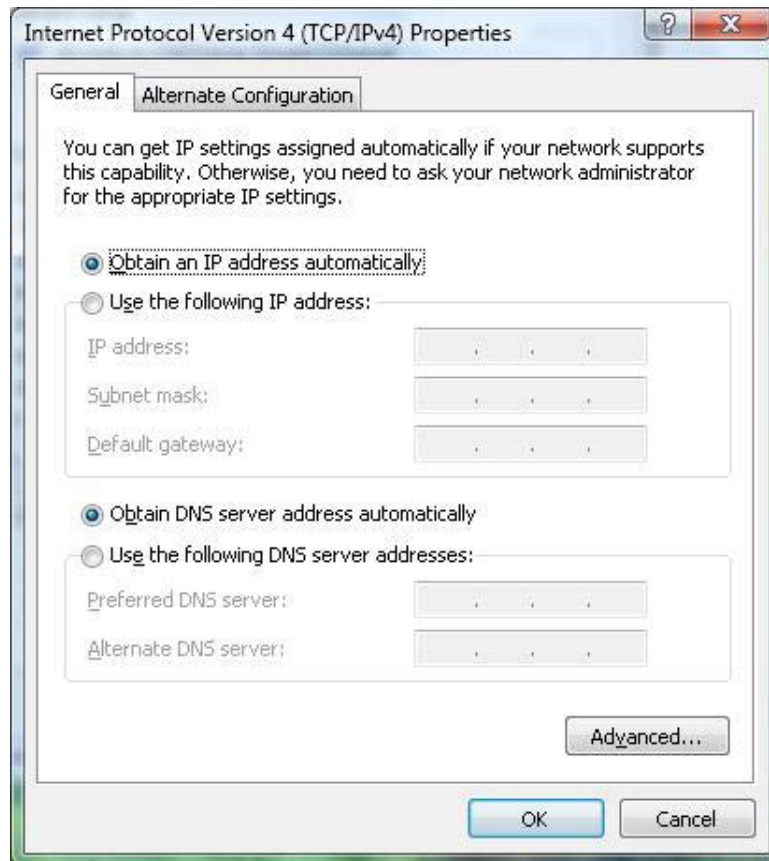 Internet Protocol Version 4 (TCP/IPv4) Properties
?
X
General
Alternate Configuration
You can get IP settings assigned automatically if your network supports
this capability. Otherwise, you need to ask your network administrator
for the appropriate IP settings.
Obtain an IP address automatically
Use the following IP address:
IP address: . . .
Subnet mask: . . .
Default gateway: . . .
Obtain DNS server address automatically
Use the following DNS server addresses:
Preferred DNS server: . . .
Alternate DNS server: . . .
Advanced...
OK
Cancel